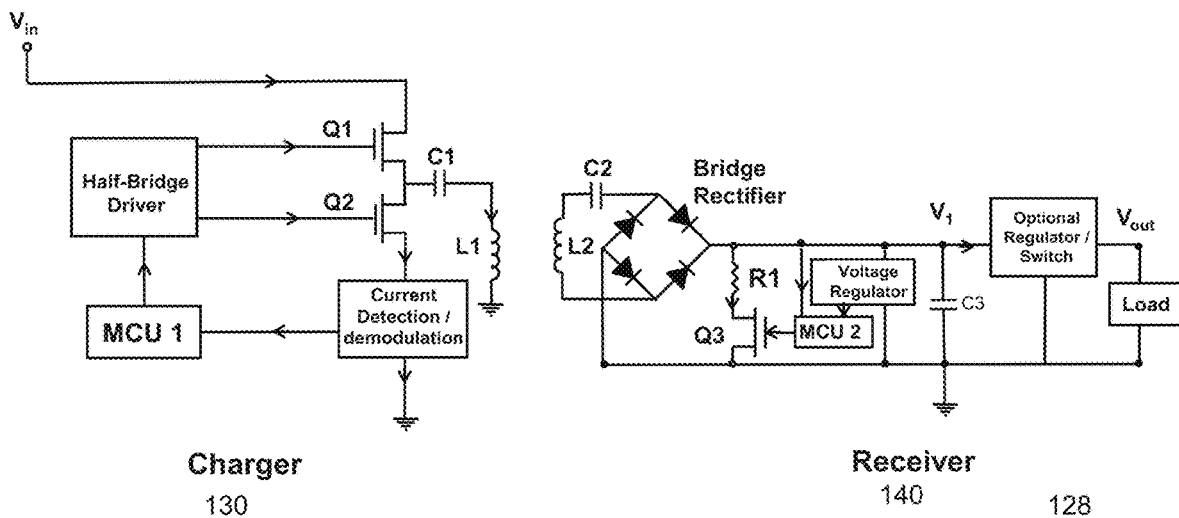 Vin
Q1
Half-Bridge
Driver
Q2
C1
L1
MCU 1
Current
Detection /
demodulation
Charger
130
C2
Bridge
Rectifier
L2
R1
Q3
Voltage
Regulator
MCU 2
V1
C3
Optional
Regulator /
Switch
Vout
Load
Receiver
140
128